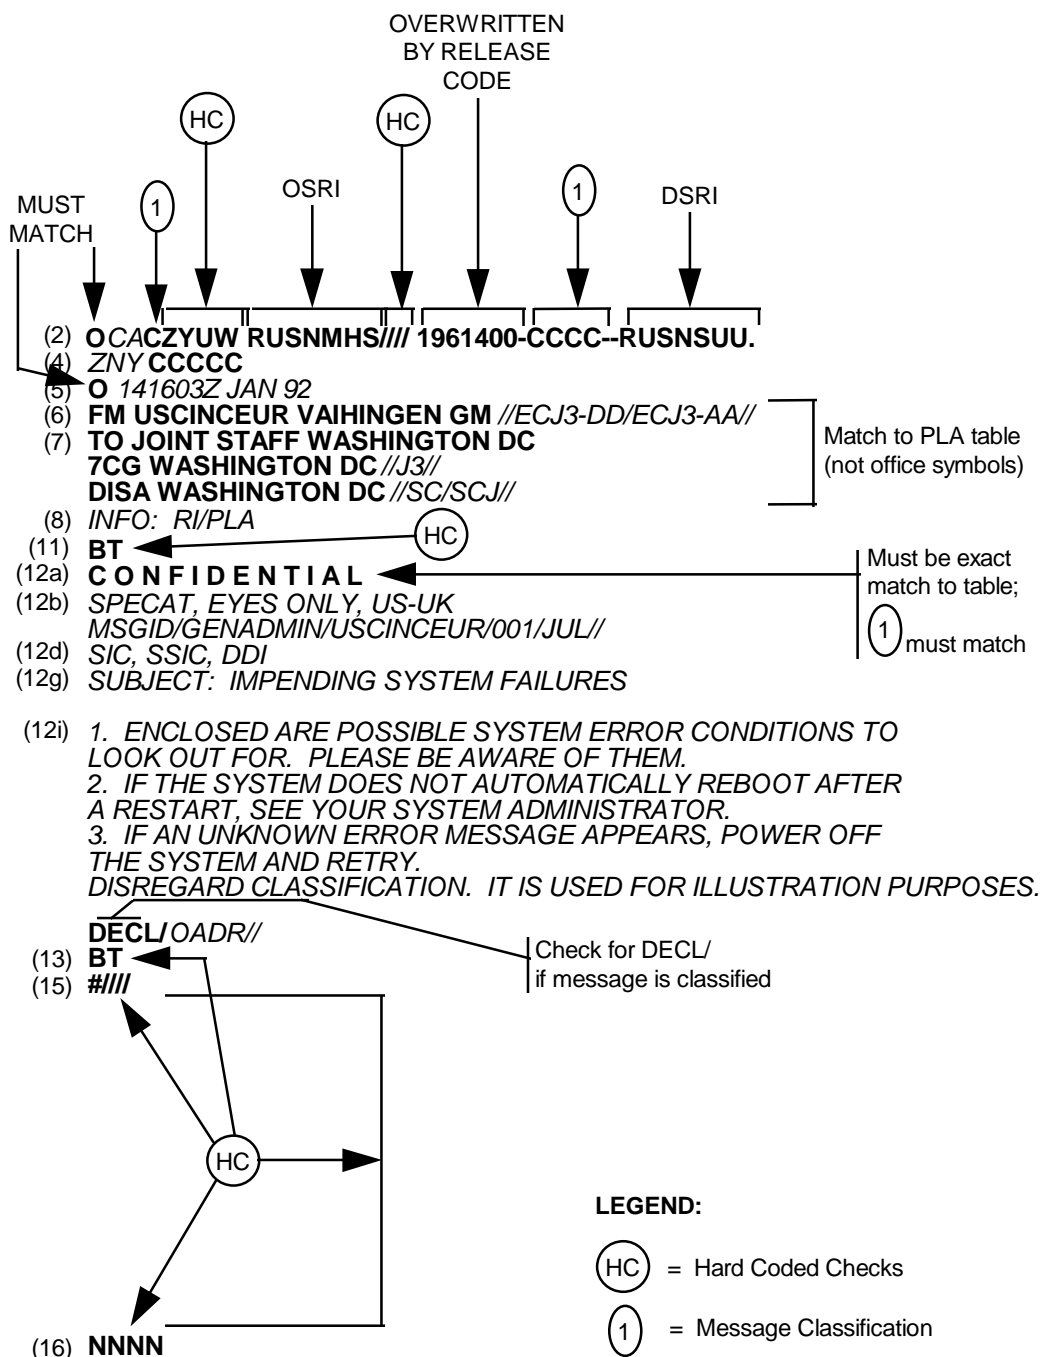 OVERWRITTEN
BY RELEASE
CODE
HC
HC
MUST
MATCH
1
OSRI
1
DSRI
(2) OCACZYUW RUSNMHS//// 1961400-CCCC--RUSNSUU.
(4) ZNY CCCCC
(5) O 141603Z JAN 92
(6) FM USCINCEUR VAIHINGEN GM //ECJ3-DD/ECJ3-AA//
(7) TO JOINT STAFF WASHINGTON DC
7CG WASHINGTON DC //J3//
DISA WASHINGTON DC //SC/SCJ//
Match to PLA table
(not office symbols)
(8) INFO: RI/PLA
(11) BT
HC
(12a) C O N F I D E N T I A L
Must be exact
match to table;
1 must match
(12b) SPECAT, EYES ONLY, US-UK
MSGID/GENADMIN/USCINCEUR/001/JUL//
(12d) SIC, SSIC, DDI
(12g) SUBJECT: IMPENDING SYSTEM FAILURES
(12i) 1. ENCLOSED ARE POSSIBLE SYSTEM ERROR CONDITIONS TO
LOOK OUT FOR. PLEASE BE AWARE OF THEM.
2. IF THE SYSTEM DOES NOT AUTOMATICALLY REBOOT AFTER
A RESTART, SEE YOUR SYSTEM ADMINISTRATOR.
3. IF AN UNKNOWN ERROR MESSAGE APPEARS, POWER OFF
THE SYSTEM AND RETRY.
DISREGARD CLASSIFICATION. IT IS USED FOR ILLUSTRATION PURPOSES.
DECL/OADR//
Check for DECL/
if message is classified
(13) BT
(15) #////
HC
LEGEND:
HC = Hard Coded Checks
1 = Message Classification
(16) NNNN